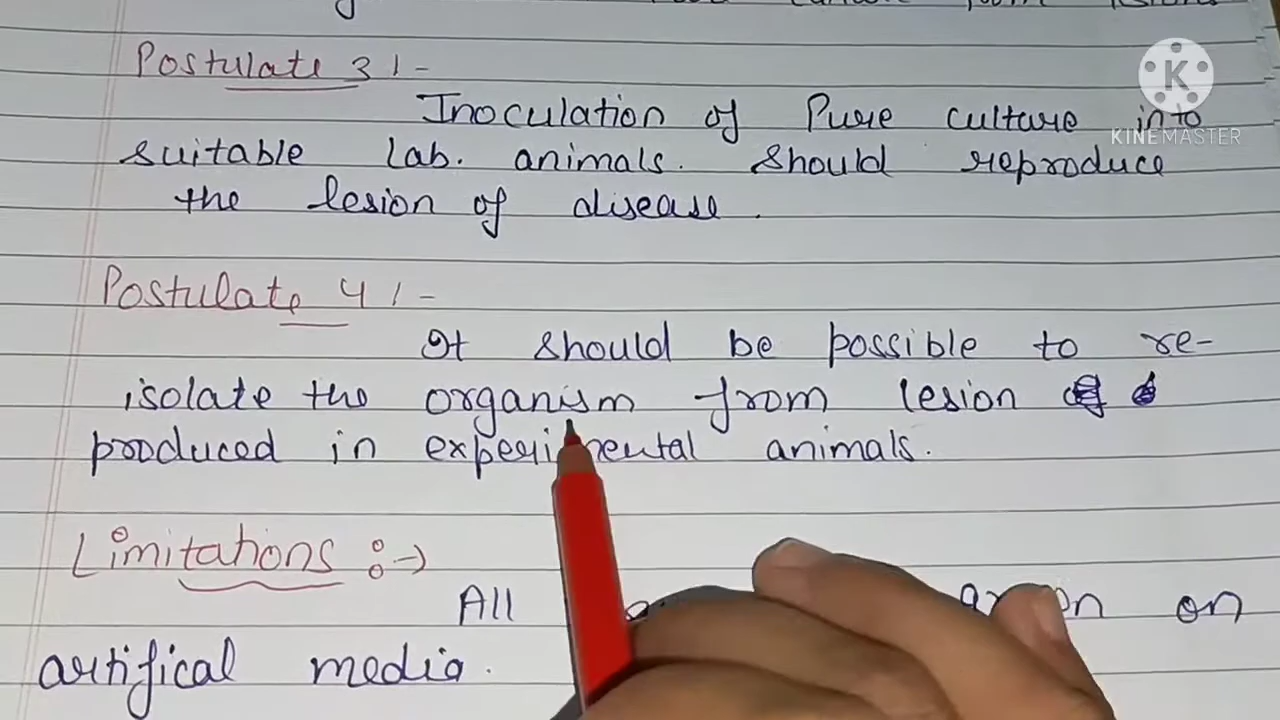 Postulate 3 :-
Inoculation of Pure culture into
suitable lab. animals. should reproduce
the lesion of disease.
Postulate 4 :-
It should be possible to re-
isolate the organism from lesion
produced in experimental animals.
Limitations :->
All on
artifical media.
K
KINEMASTER